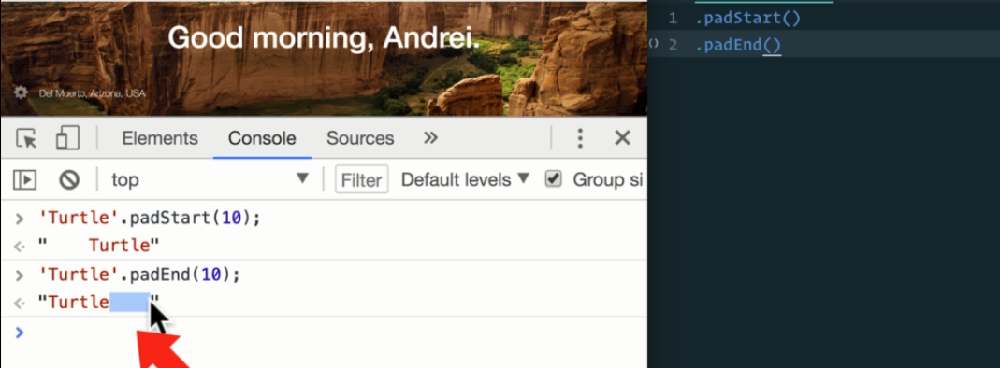 Good morning, Andrei.
Del Muerto, Arizona, USA
Elements Console Sources »
top Filter Default levels Group si
> 'Turtle'.padStart(10);
"    Turtle"
> 'Turtle'.padEnd(10);
"Turtle    "
>
1 .padStart()
() 2 .padEnd()